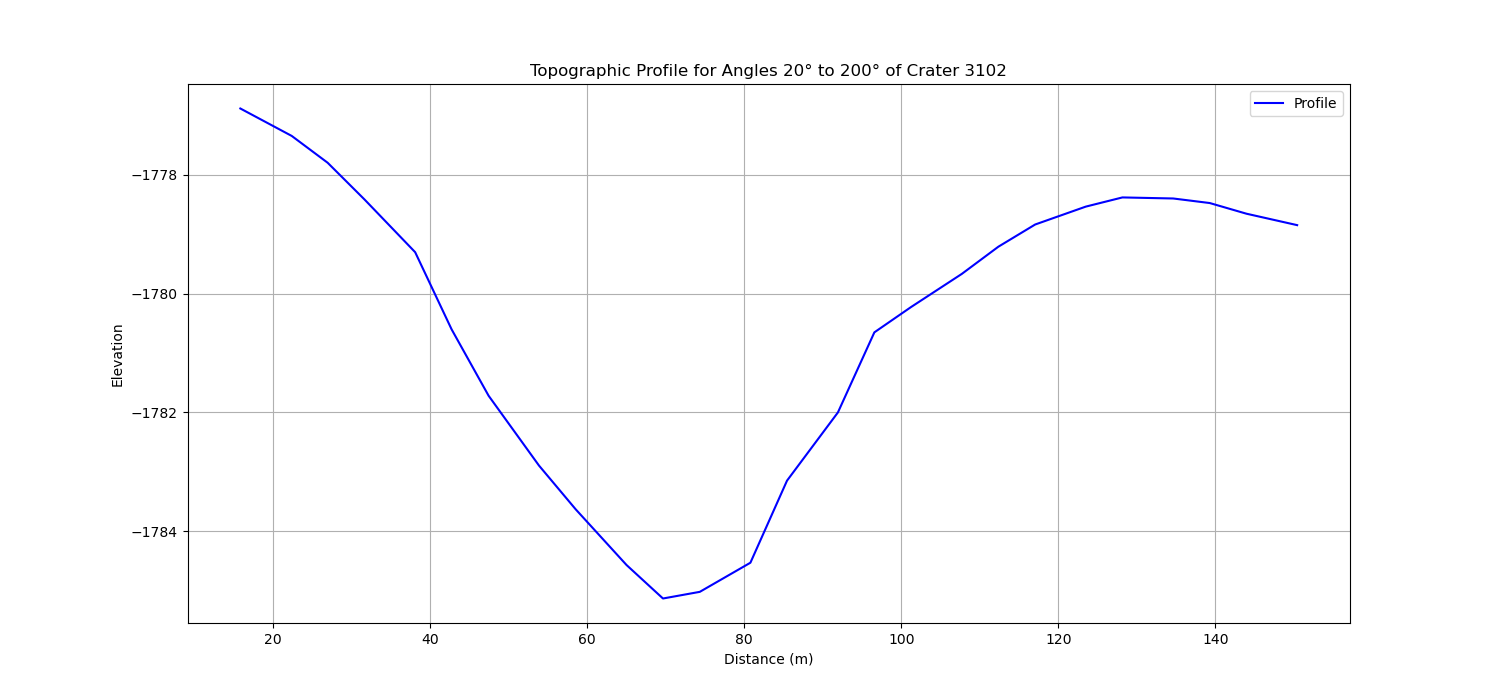 Topographic Profile for Angles 20° to 200° of Crater 3102
Profile
−1778
−1780
−1782
−1784
Elevation
20 40 60 80 100 120 140
Distance (m)